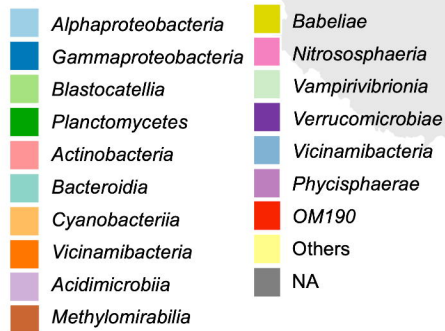 Alphaproteobacteria
Gammaproteobacteria
Blastocatellia
Planctomycetes
Actinobacteria
Bacteroidia
Cyanobacteriia
Vicinamibacteria
Acidimicrobiia
Methylomirabilia
Babeliae
Nitrososphaeria
Vampirivibrionia
Verrucomicrobiae
Vicinamibacteria
Phycisphaerae
OM190
Others
NA